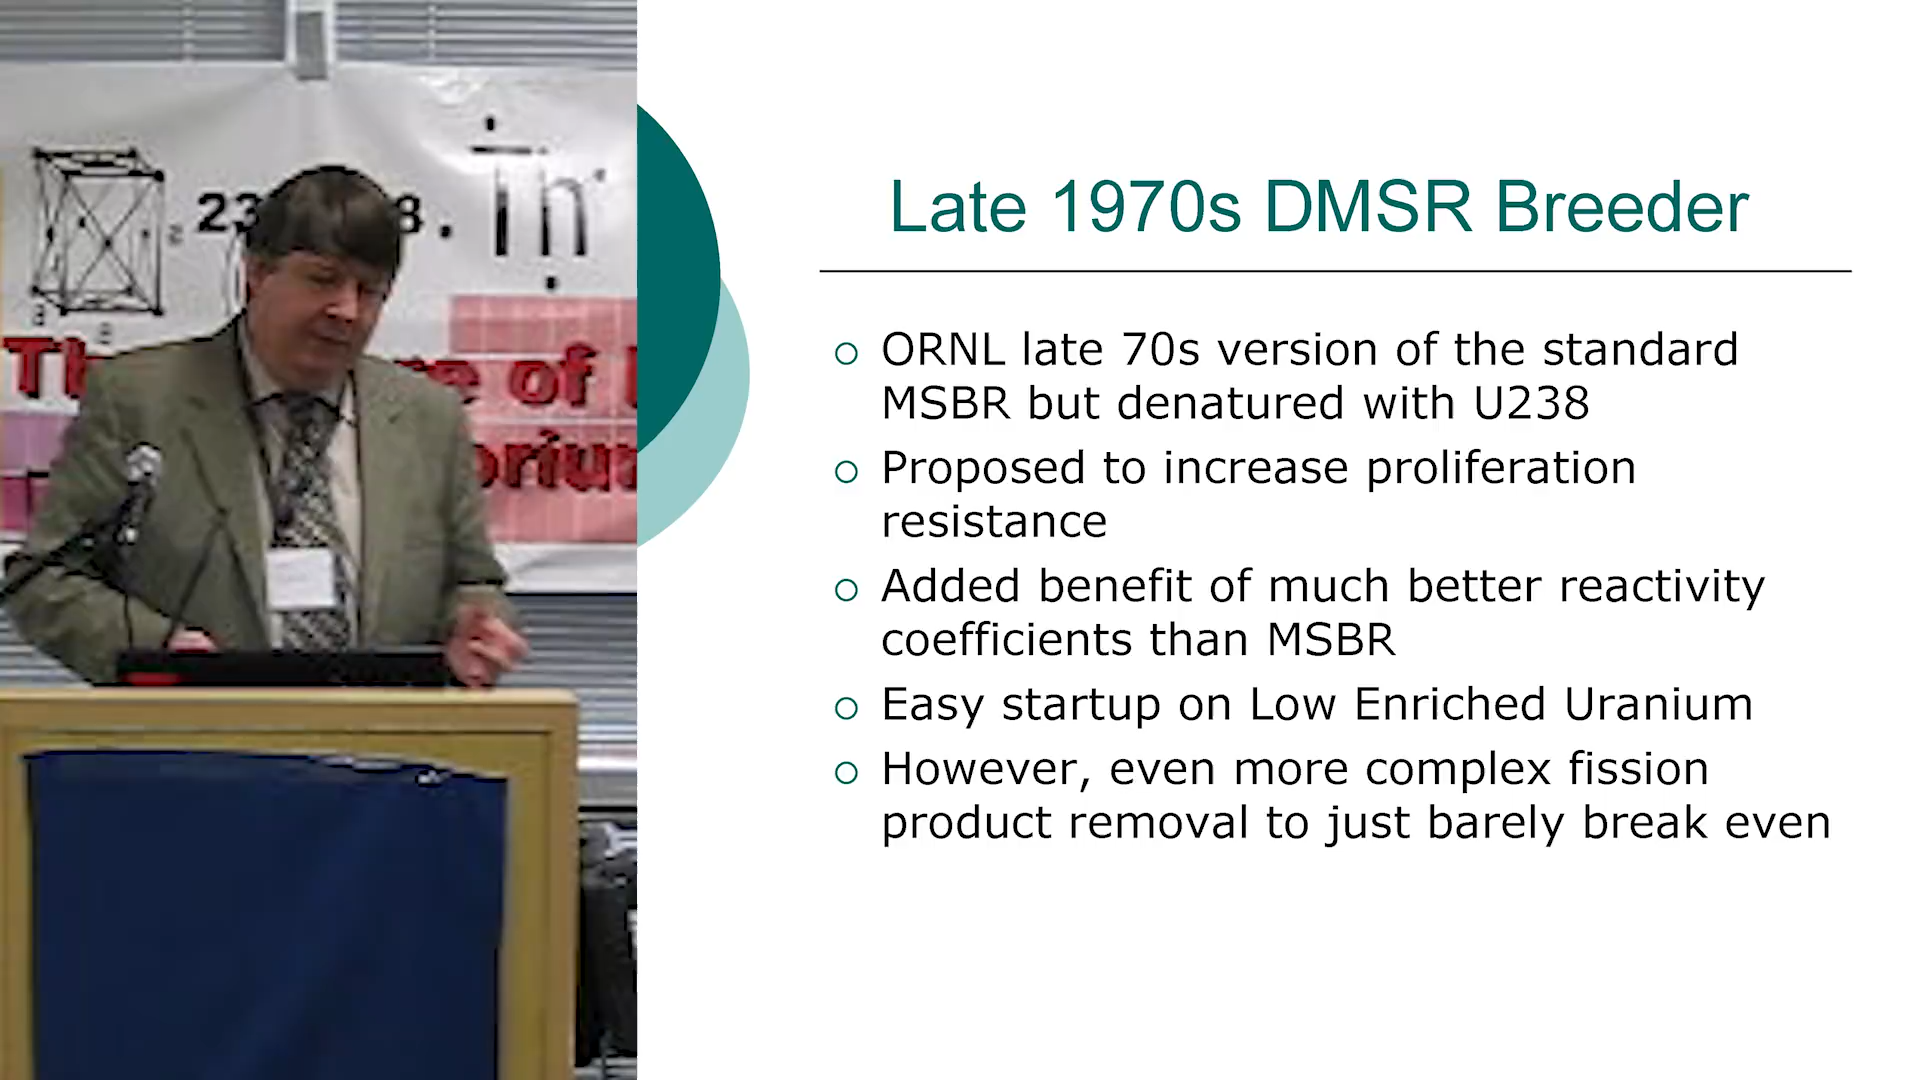 Th
of
Late 1970s DMSR Breeder
ORNL late 70s version of the standard
MSBR but denatured with U238
Proposed to increase proliferation
resistance
Added benefit of much better reactivity
coefficients than MSBR
Easy startup on Low Enriched Uranium
However, even more complex fission
product removal to just barely break even